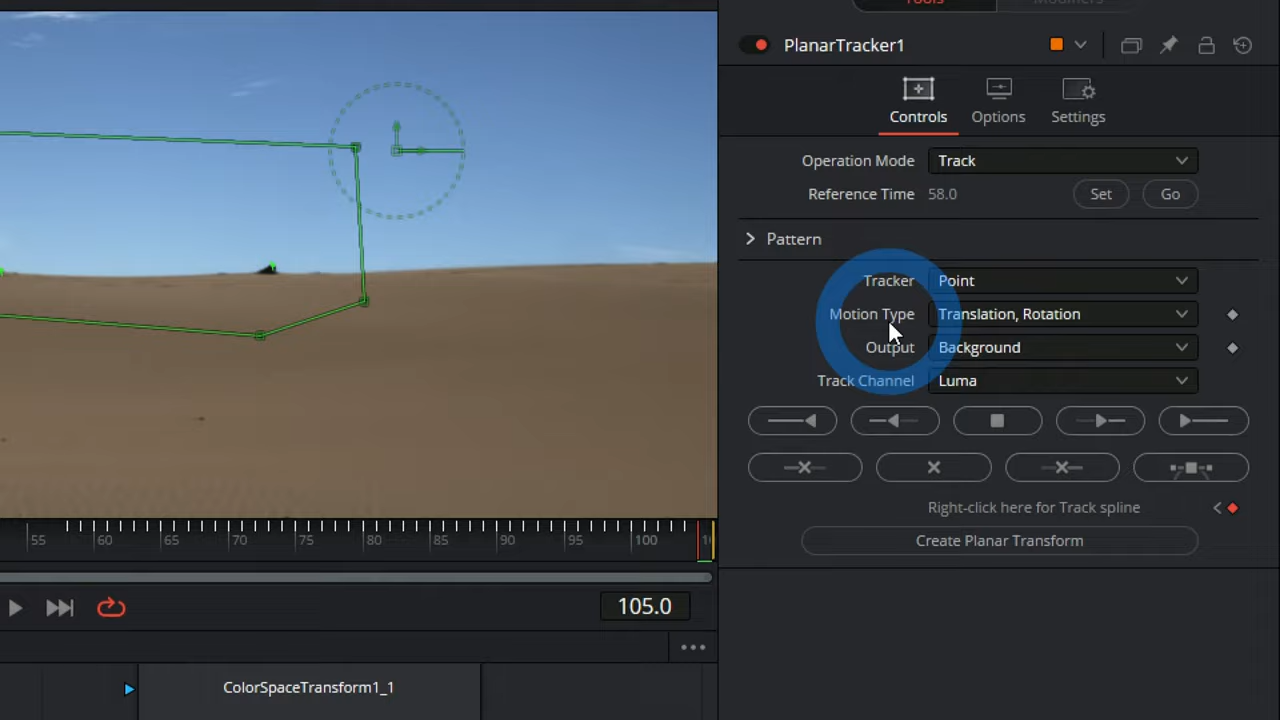 Tools
Modifiers
PlanarTracker1
Controls
Options
Settings
Operation Mode
Track
Reference Time
58.0
Set
Go
Pattern
Tracker
Point
Motion Type
Translation, Rotation
Output
Background
Track Channel
Luma
Right-click here for Track spline
Create Planar Transform
55 60 65 70 75 80 85 90 95 100
105.0
ColorSpaceTransform1_1